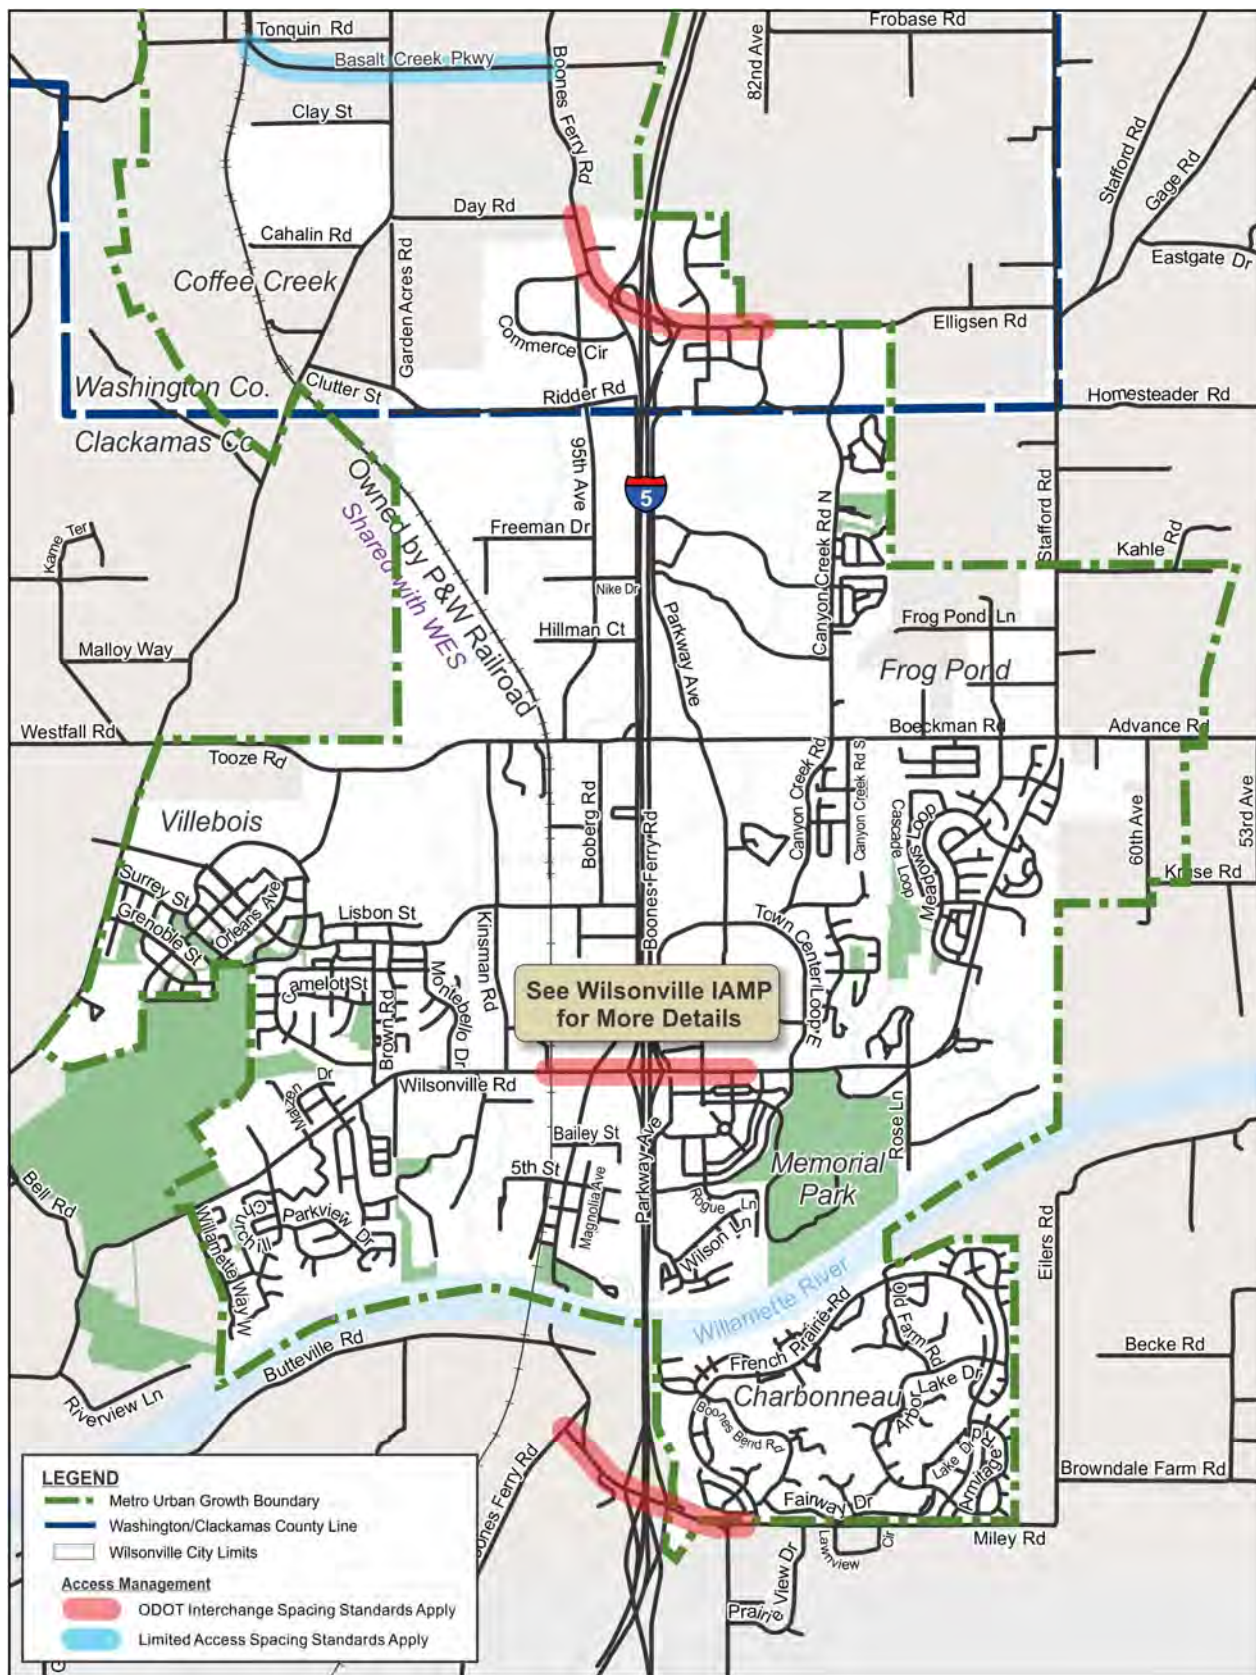 Tonquin Rd
Frobase Rd
Basalt Creek Pkwy
Boones Ferry Rd
82nd Ave
Clay St
Stafford Rd
Gage Rd
Day Rd
Cahalin Rd
Eastgate Dr
Coffee Creek
Garden Acres Rd
Elligsen Rd
Commerce Cir
Washington Co.
Clutter St
Ridder Rd
Homesteader Rd
Clackamas Co
95th Ave
Owned by P&W Railroad
Shared with WES
5
Canyon Creek Rd N
Stafford Rd
Freeman Dr
Kame Ter
Kahle Rd
Nike Dr
Parkway Ave
Hillman Ct
Frog Pond Ln
Malloy Way
Frog Pond
Westfall Rd
Boeckman Rd
Advance Rd
Tooze Rd
Canyon Creek Rd
Canyon Creek Rd S
Boberg Rd
Boones Ferry Rd
Villebois
Cascade Loop
Meadows Loop
60th Ave
53rd Ave
Kruse Rd
Surrey St
Grenoble St
Orleans Ave
Lisbon St
Kinsman Rd
Town Center Loop E
Camelot St
Montebello Dr
Brown Rd
See Wilsonville IAMP
for More Details
Wilsonville Rd
Matzen Dr
Bailey St
Rose Ln
5th St
Magnolia Ave
Parkway Ave
Memorial
Park
Rogue Ln
Wilson Ln
Bell Rd
Churchill
Parkview Dr
Willamette Way W
Eilers Rd
Willamette River
Butteville Rd
French Prairie Rd
Old Farm Rd
Becke Rd
Riverview Ln
Charbonneau
Arbor Lake Dr
Boones Bend Rd
Lake Dr
Armitage Rd
Browndale Farm Rd
Fairway Dr
Miley Rd
Lawnview Cir
Prairie View Dr
ones Ferry Rd
LEGEND
Metro Urban Growth Boundary
Washington/Clackamas County Line
Wilsonville City Limits
Access Management
ODOT Interchange Spacing Standards Apply
Limited Access Spacing Standards Apply